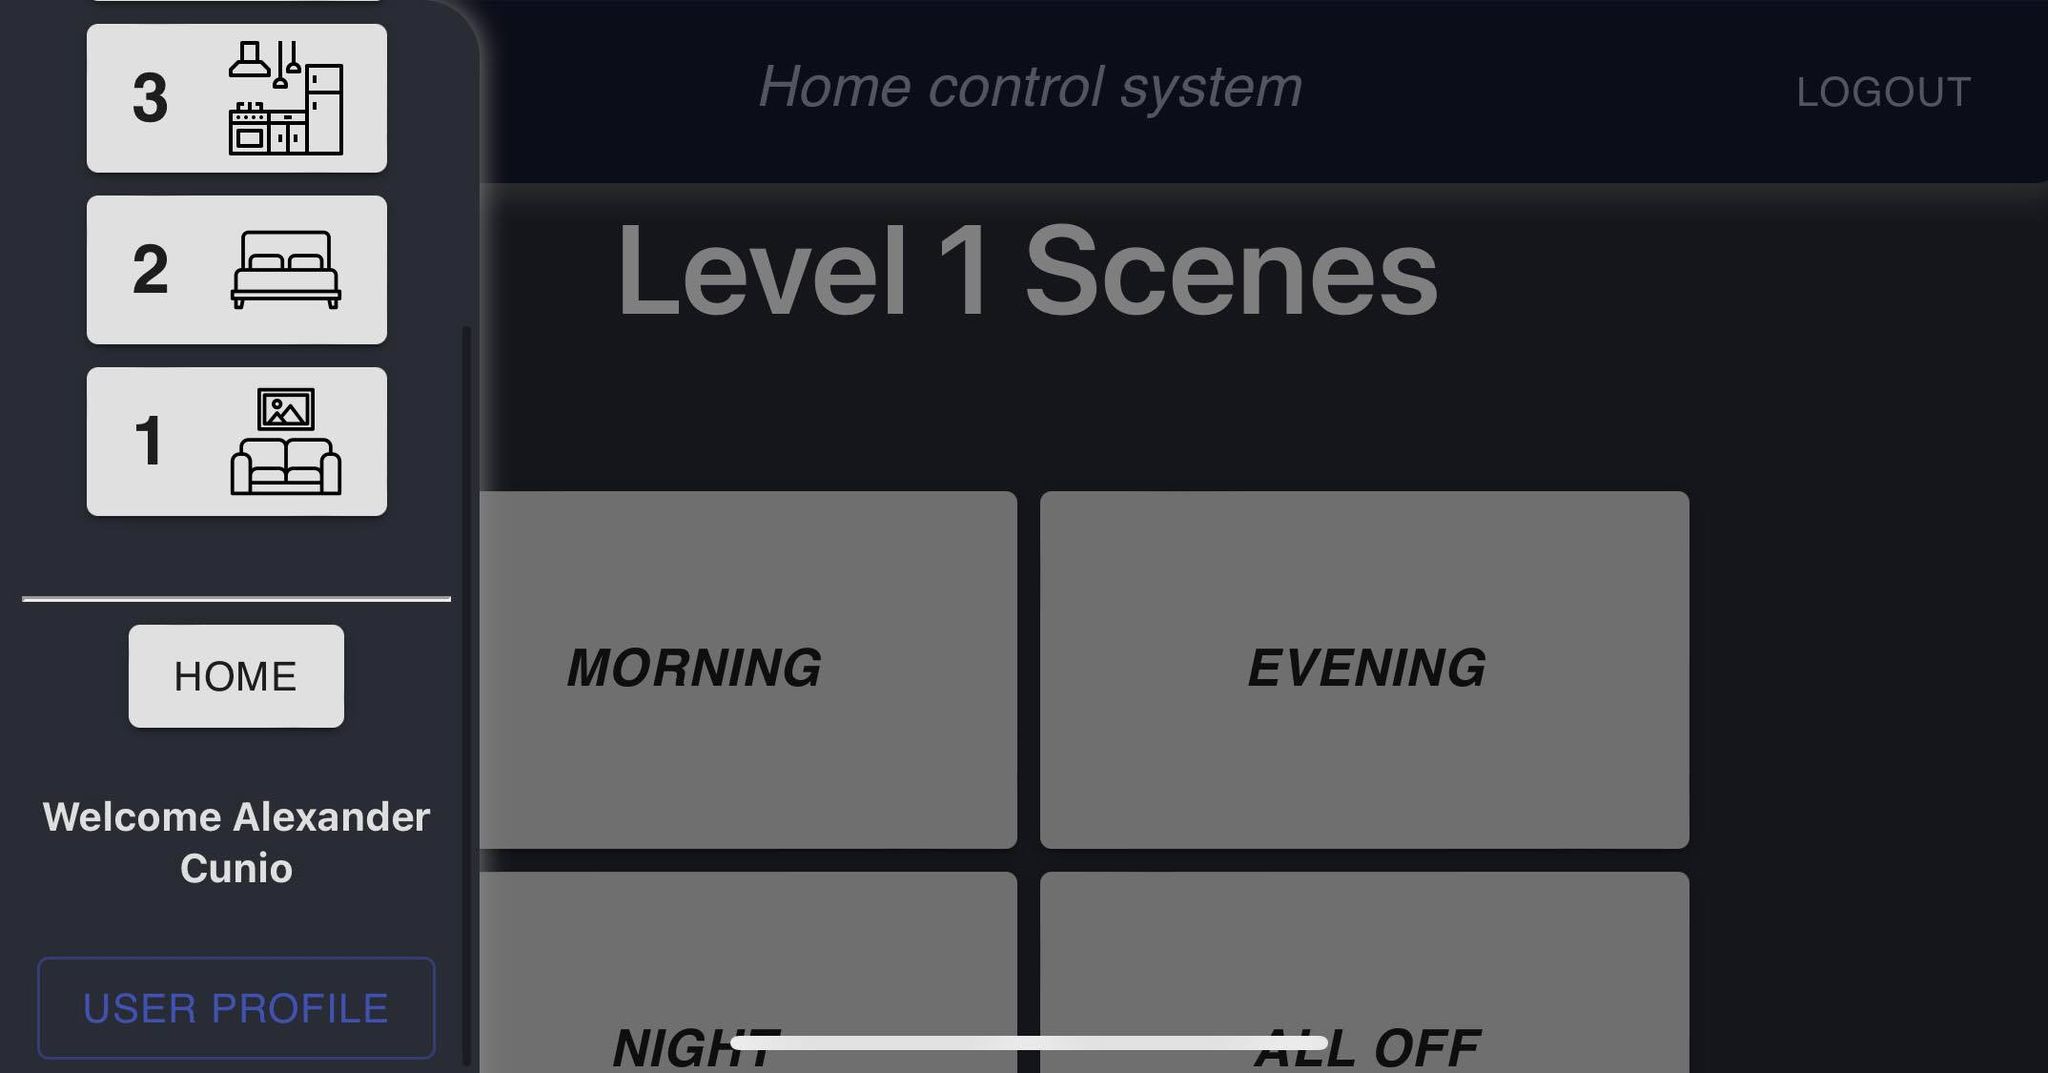 3
2
1
HOME
Welcome Alexander
Cunio
USER PROFILE
Home control system
LOGOUT
Level 1 Scenes
MORNING
EVENING
NIGHT
ALL OFF